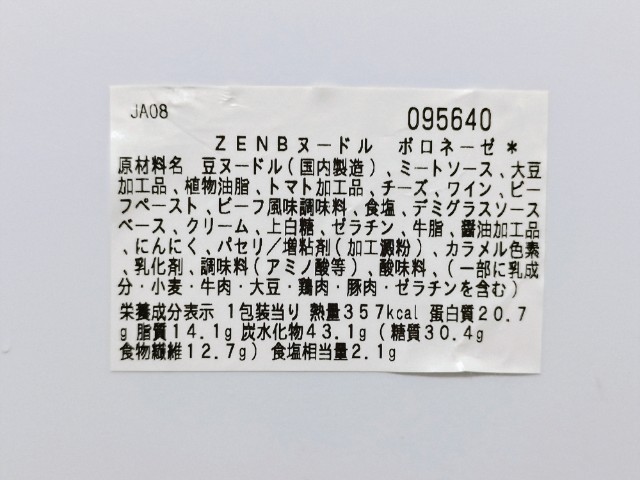 JA08 095640
ZENBヌードル ボロネーゼ*
原材料名 豆ヌードル(国内製造)、ミートソース、大豆
加工品、植物油脂、トマト加工品、チーズ、ワイン、ビー
フペースト、ビーフ風味調味料、食塩、デミグラスソース
ベース、クリーム、上白糖、ゼラチン、牛脂、醤油加工品
、にんにく、パセリ/増粘剤(加工澱粉)、カラメル色素
、乳化剤、調味料(アミノ酸等)、酸味料、(一部に乳成
分・小麦・牛肉・大豆・鶏肉・豚肉・ゼラチンを含む)
栄養成分表示 1包装当り 熱量357kcal 蛋白質20.7
g 脂質14.1g 炭水化物43.1g(糖質30.4g
食物繊維12.7g) 食塩相当量2.1g